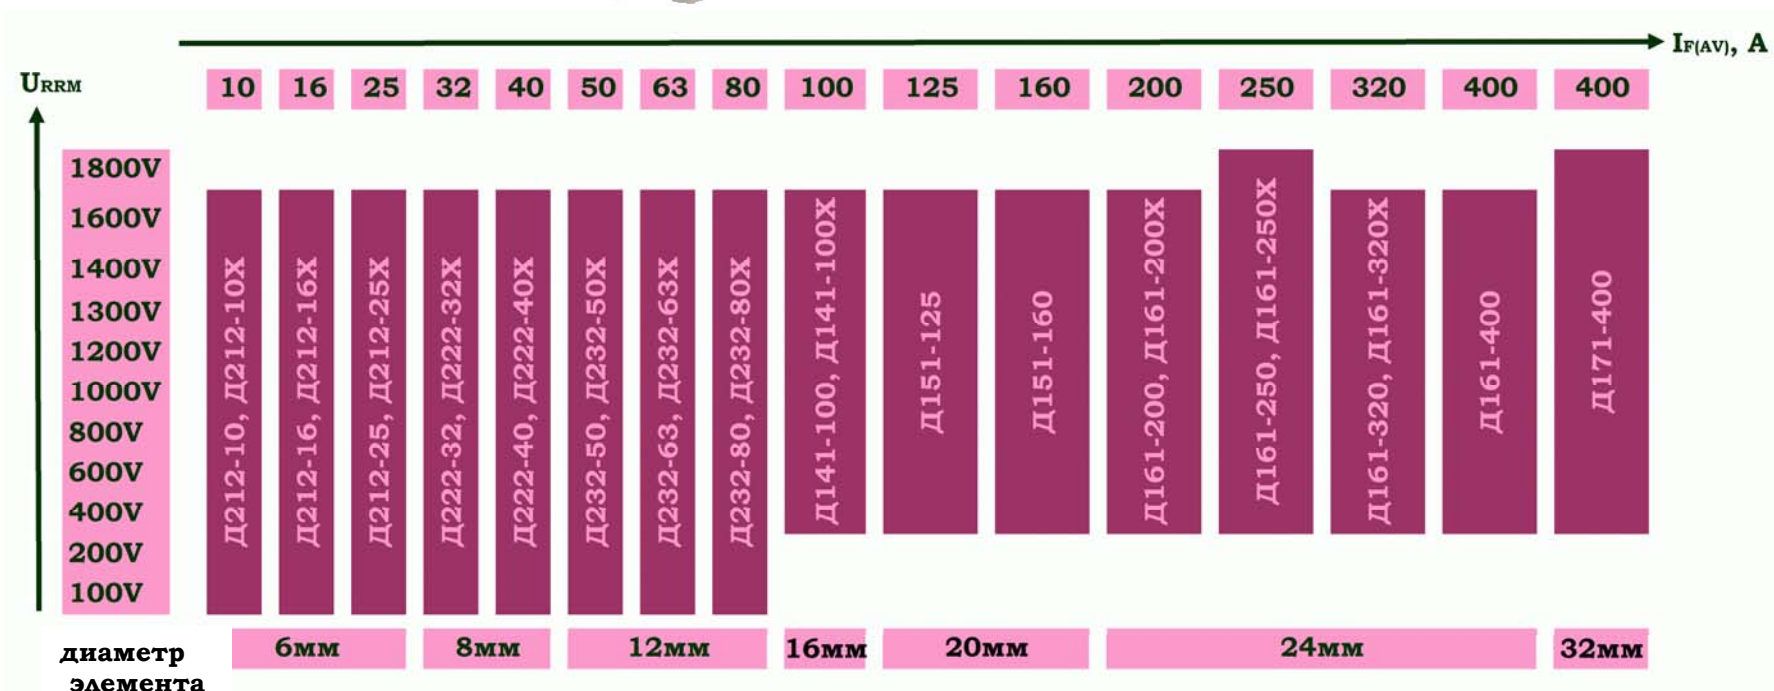 IF(AV), A
URRM
10 16 25 32 40 50 63 80 100 125 160 200 250 320 400 400
1800V
1600V
1400V
1300V
1200V
1000V
800V
600V
400V
200V
100V
Д212-10, Д212-10Х
Д212-16, Д212-16Х
Д212-25, Д212-25Х
Д222-32, Д222-32Х
Д222-40, Д222-40Х
Д232-50, Д232-50Х
Д232-63, Д232-63Х
Д232-80, Д232-80Х
Д141-100, Д141-100Х
Д151-125
Д151-160
Д161-200, Д161-200Х
Д161-250, Д161-250Х
Д161-320, Д161-320Х
Д161-400
Д171-400
диаметр
элемента
6мм 8мм 12мм 16мм 20мм 24мм 32мм